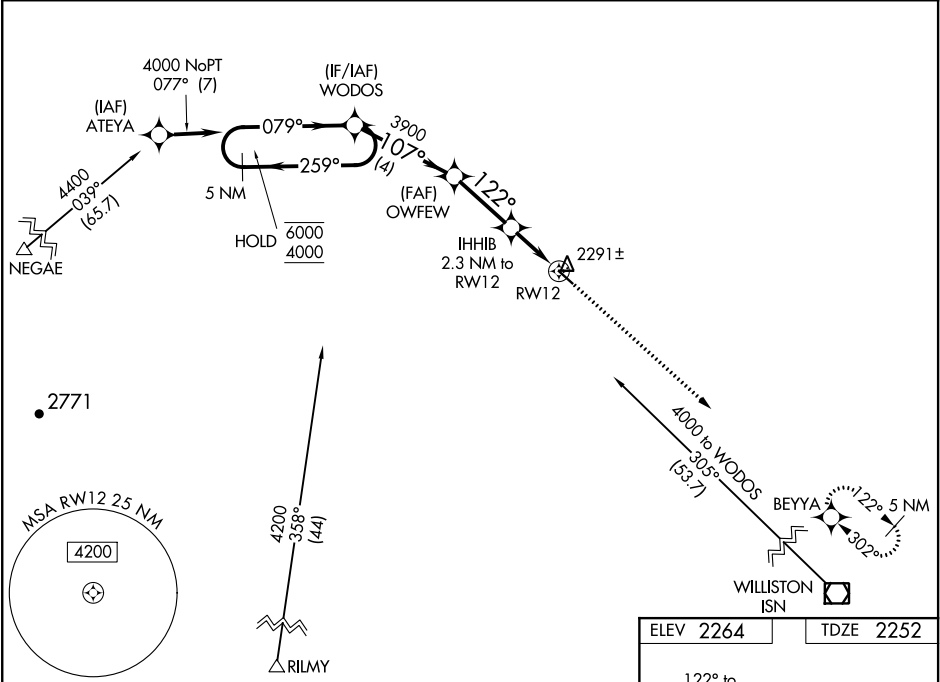 4000 NoPT
077° (7)
(IAF)
ATEYA
(IF/IAF)
WODOS
079°
259°
5 NM
HOLD
6000
4000
3900
107°
(4)
(FAF)
OWFEW
122°
IHHIB
2.3 NM to
RW12
RW12
2291±
4400
039°
(65.7)
NEGAE
2771
MSA RW12 25 NM
4200
4200
358°
(44)
RILMY
4000 to WODOS
305°
(53.7)
BEYYA
122°
5 NM
302°
WILLISTON
ISN
ELEV 2264
TDZE 2252
122° to